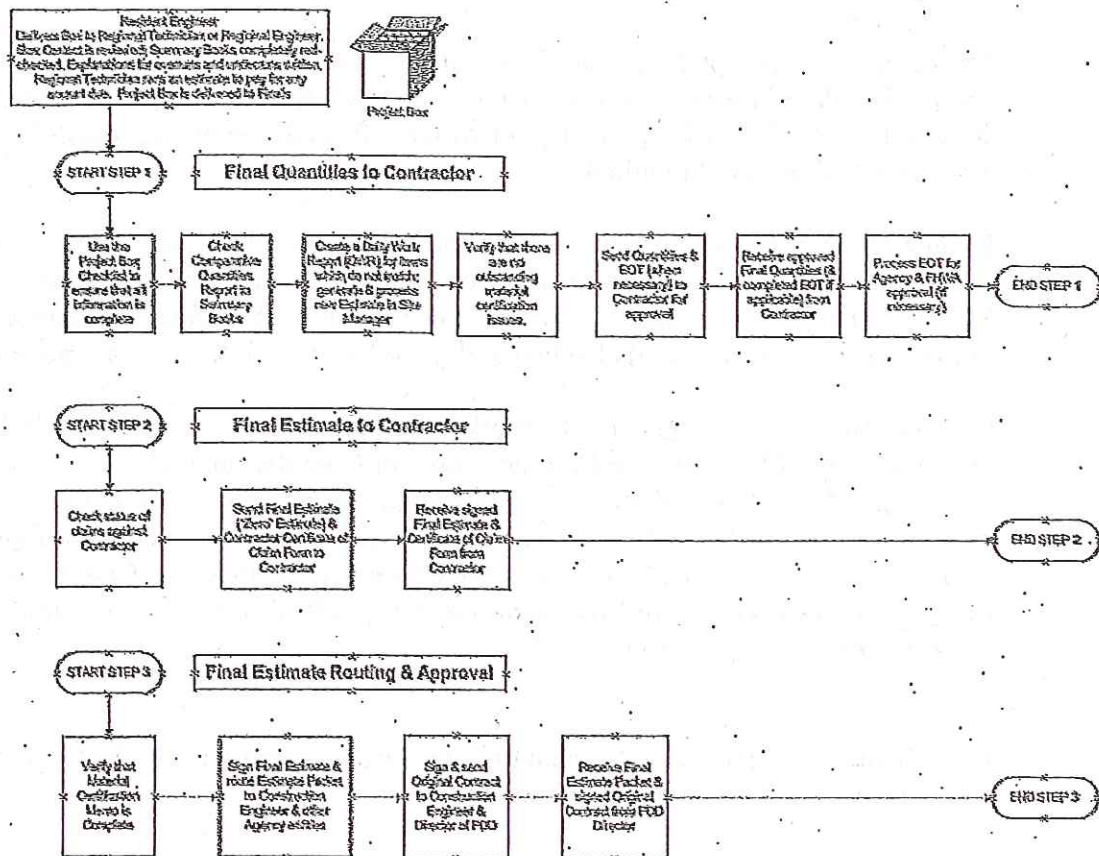 Resident Engineer
Delivers Box to Regional Technician or Regional Engineer.
Box Content is reviewed; Summary Books completely red-
checked. Explanations for overruns and underruns written.
Regional Technician runs an estimate to pay for any
amount due. Project Box is delivered to Finals
Project Box
START STEP 1
Final Quantities to Contractor
Use the
Project Box
Checklist to
ensure that all
information is
complete
Check
Comparative
Quantities
Report to
Summary
Books
Create a Daily Work
Report (DWR) for items
which do not match;
generate & process
new Estimate in Site
Manager
Verify that there
are no
outstanding
material
certification
issues.
Send Quantities &
EOT (when
necessary) to
Contractor for
approval
Receive approved
Final Quantities (&
completed EOT if
applicable) from
Contractor
Process EOT for
Agency & FHWA
approval (if
necessary)
END STEP 1
START STEP 2
Final Estimate to Contractor
Check status of
claims against
Contractor
Send Final Estimate
("Zero" Estimate) &
Contractor Certificate of
Claim Form to
Contractor
Receive signed
Final Estimate &
Certificate of Claim
Form from
Contractor
END STEP 2
START STEP 3
Final Estimate Routing & Approval
Verify that
Material
Certification
Memo is
Complete
Sign Final Estimate &
route Estimate Packet
to Construction
Engineer & other
Agency entities
Sign & send
Original Contract
to Construction
Engineer &
Director of PDD
Receive Final
Estimate Packet &
signed Original
Contract from PDD
Director
END STEP 3